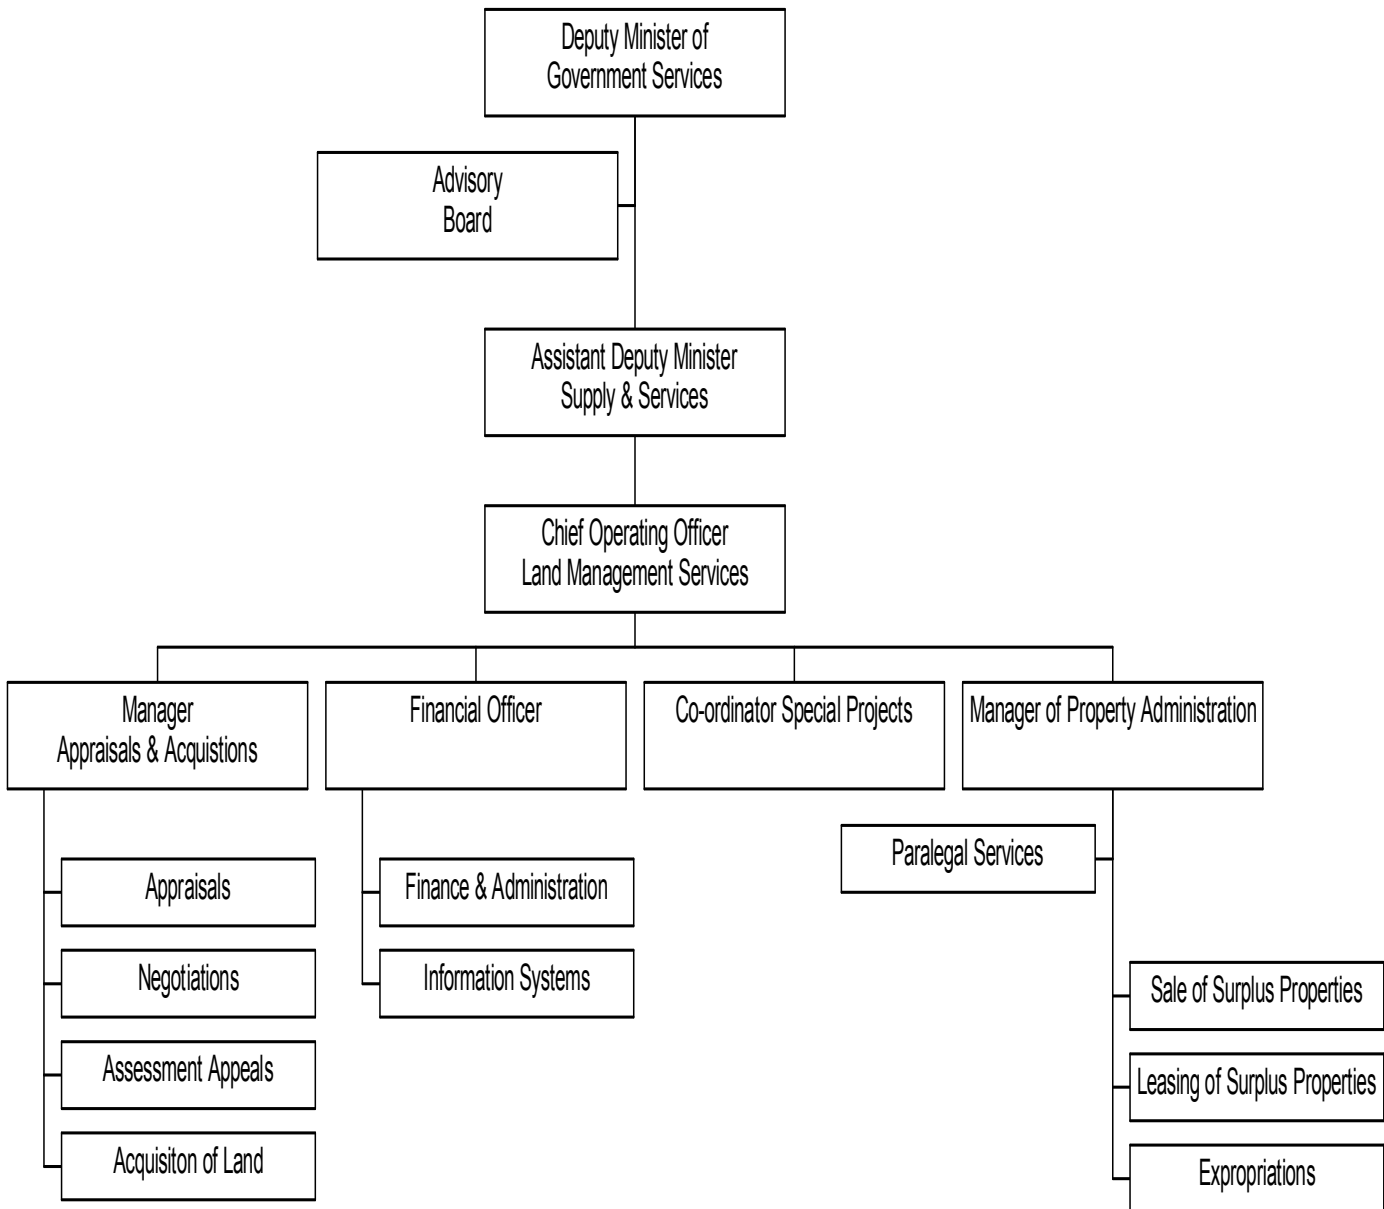 Deputy Minister of
Government Services
Advisory
Board
Assistant Deputy Minister
Supply & Services
Chief Operating Officer
Land Management Services
Manager
Appraisals & Acquistions
Financial Officer
Co-ordinator Special Projects
Manager of Property Administration
Appraisals
Negotiations
Assessment Appeals
Acquisiton of Land
Finance & Administration
Information Systems
Paralegal Services
Sale of Surplus Properties
Leasing of Surplus Properties
Expropriations